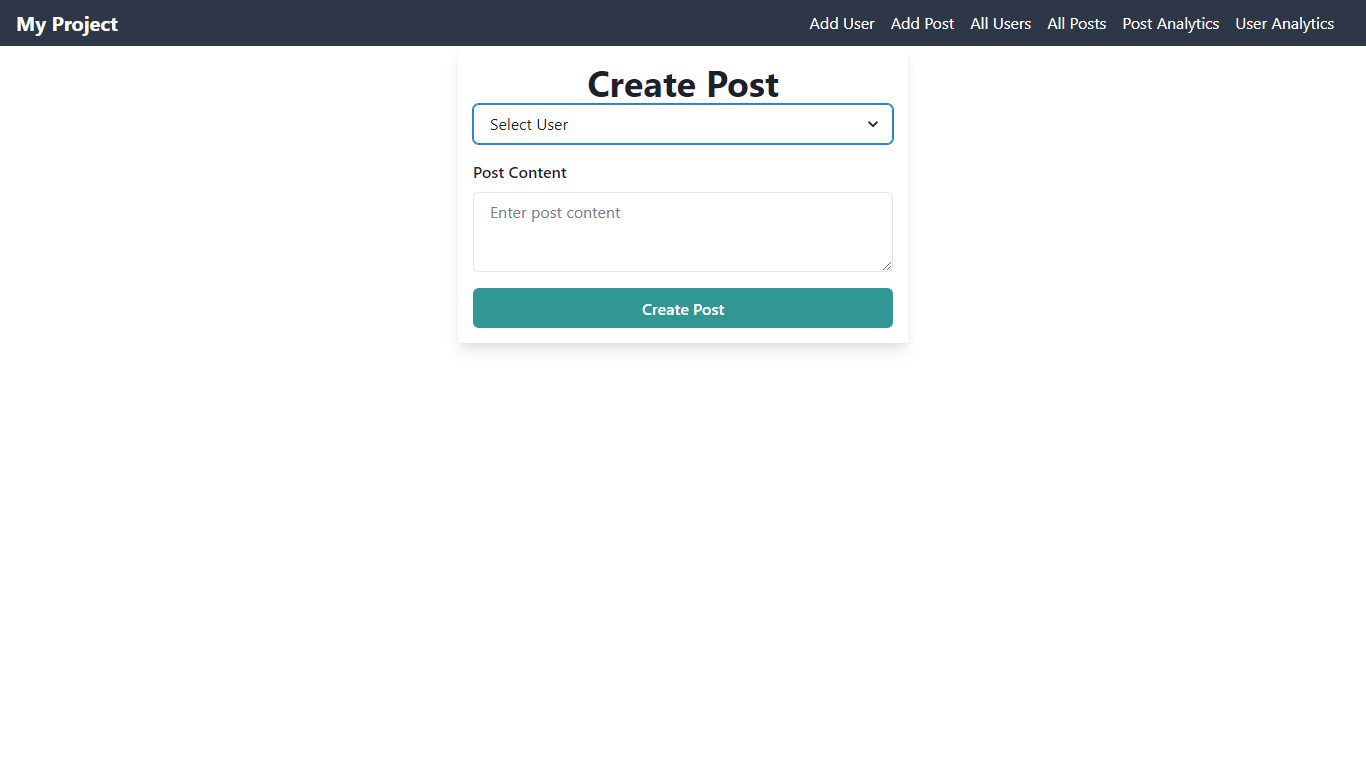 My Project
Add User Add Post All Users All Posts Post Analytics User Analytics
Create Post
Select User
Post Content
Enter post content
Create Post